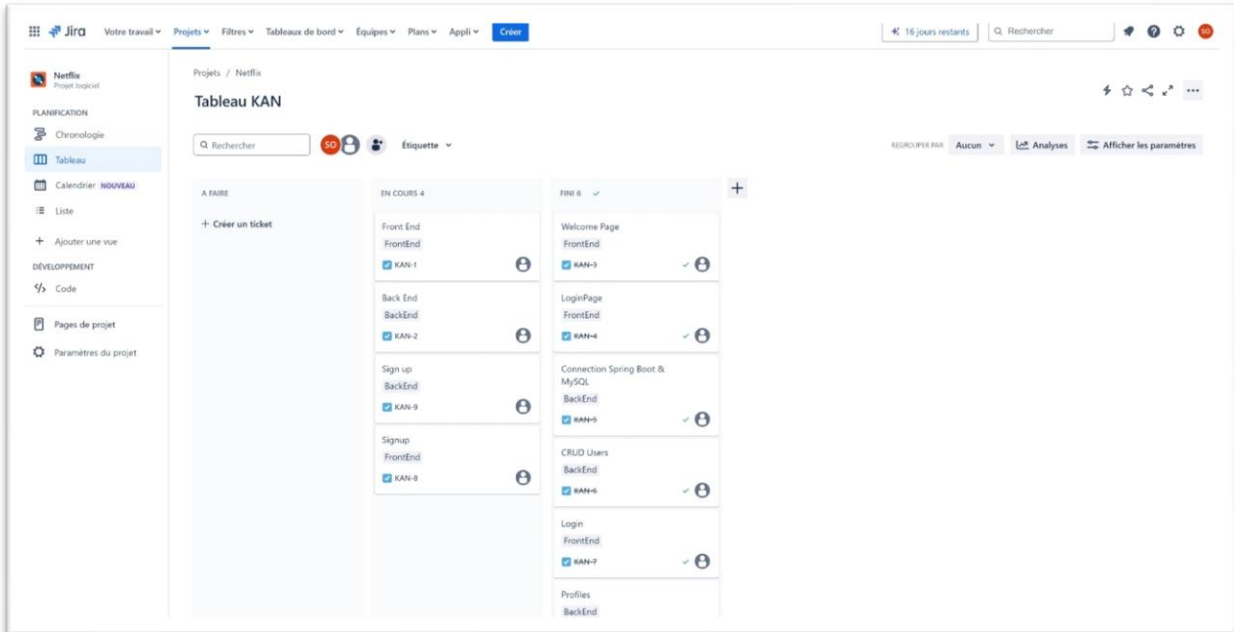 Jira Votre travail Projets Filtres Tableaux de bord Équipes Plans Appli Créer 16 jours restants Rechercher SO
Netflix
Projet logiciel
PLANIFICATION
Chronologie
Tableau
Calendrier NOUVEAU
Liste
Ajouter une vue
DÉVELOPPEMENT
Code
Pages de projet
Paramètres du projet
Projets / Netflix
Tableau KAN
Rechercher SO Étiquette
REGROUPER PAR Aucun Analyses Afficher les paramètres
A FAIRE
+ Créer un ticket
EN COURS 4
Front End
FrontEnd
KAN-1
Back End
BackEnd
KAN-2
Sign up
BackEnd
KAN-9
Signup
FrontEnd
KAN-8
FINI 6
Welcome Page
FrontEnd
KAN-3
LoginPage
FrontEnd
KAN-4
Connection Spring Boot &
MySQL
BackEnd
KAN-5
CRUD Users
BackEnd
KAN-6
Login
FrontEnd
KAN-7
Profiles
BackEnd